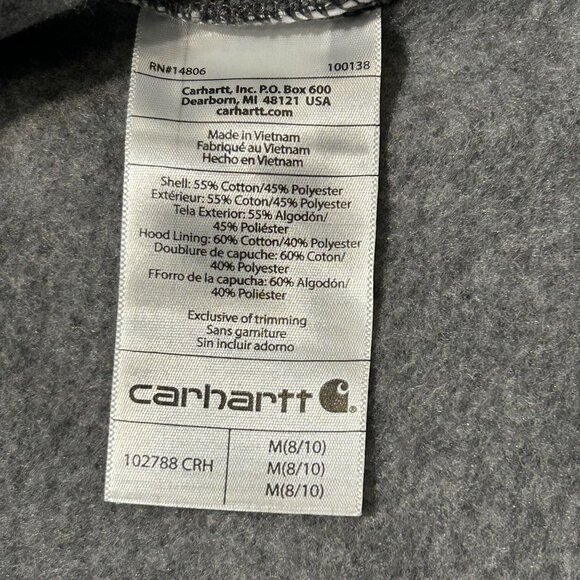 RN#14806 100138
Carhartt, Inc. P.O. Box 600
Dearborn, MI 48121 USA
carhartt.com
Made in Vietnam
Fabriqué au Vietnam
Hecho en Vietnam
Shell: 55% Cotton/45% Polyester
Extérieur: 55% Coton/45% Polyester
Tela Exterior: 55% Algodón/
45% Poliéster
Hood Lining: 60% Cotton/40% Polyester
Doublure de capuche: 60% Coton/
40% Polyester
FForro de la capucha: 60% Algodón/
40% Poliéster
Exclusive of trimming
Sans garniture
Sin incluir adorno
carhartt
102788 CRH
M(8/10)
M(8/10)
M(8/10)